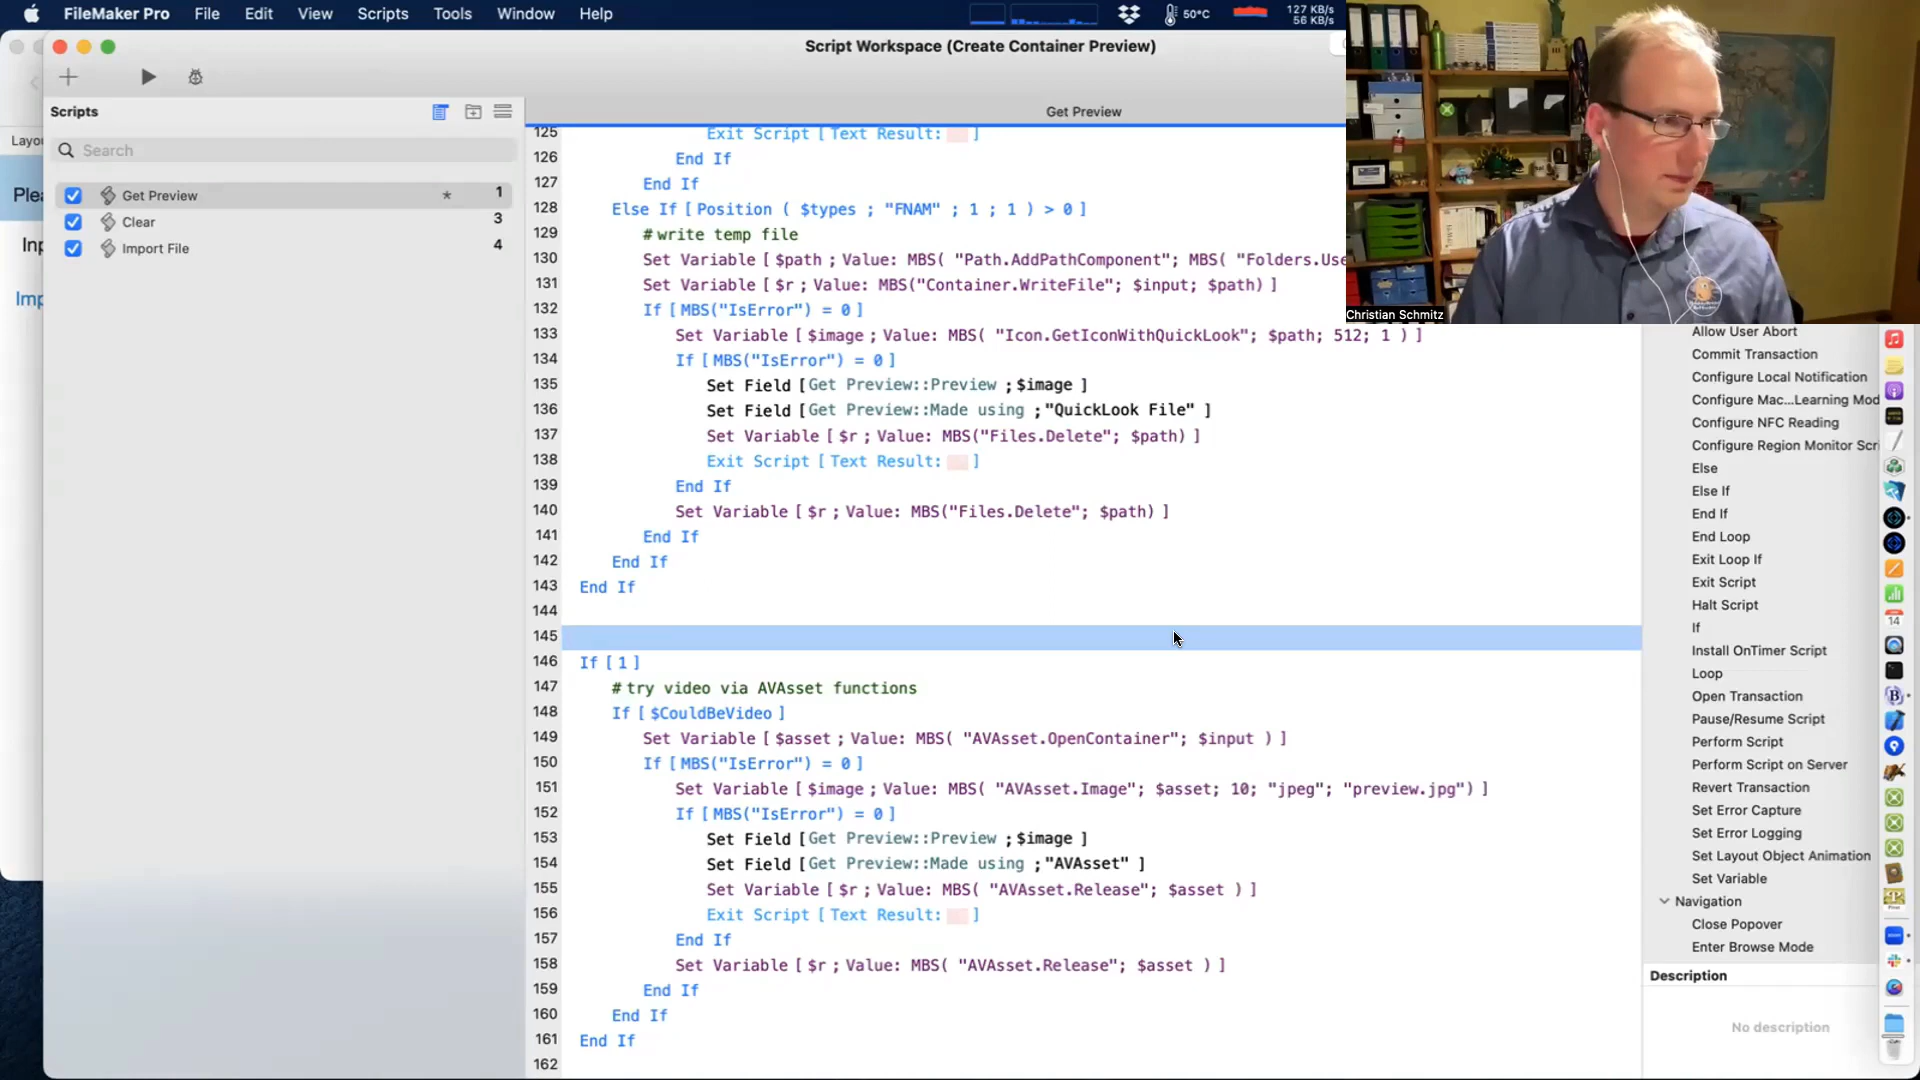 FileMaker Pro File Edit View Scripts Tools Window Help
50°C
127 KB/s
56 KB/s
Script Workspace (Create Container Preview)
Scripts
Get Preview
Layou
Search
Plea
Get Preview * 1
Clear 3
Inp
Import File 4
Imp
125 Exit Script [ Text Result: ]
126 End If
127 End If
128 Else If [ Position ( $types ; "FNAM" ; 1 ; 1 ) > 0 ]
129 # write temp file
130 Set Variable [ $path ; Value: MBS( "Path.AddPathComponent"; MBS( "Folders.Use
131 Set Variable [ $r ; Value: MBS("Container.WriteFile"; $input; $path) ]
132 If [ MBS("IsError") = 0 ]
133 Set Variable [ $image ; Value: MBS( "Icon.GetIconWithQuickLook"; $path; 512; 1 ) ]
134 If [ MBS("IsError") = 0 ]
135 Set Field [ Get Preview::Preview ; $image ]
136 Set Field [ Get Preview::Made using ; "QuickLook File" ]
137 Set Variable [ $r ; Value: MBS("Files.Delete"; $path) ]
138 Exit Script [ Text Result: ]
139 End If
140 Set Variable [ $r ; Value: MBS("Files.Delete"; $path) ]
141 End If
142 End If
143 End If
144
145
146 If [ 1 ]
147 # try video via AVAsset functions
148 If [ $CouldBeVideo ]
149 Set Variable [ $asset ; Value: MBS( "AVAsset.OpenContainer"; $input ) ]
150 If [ MBS("IsError") = 0 ]
151 Set Variable [ $image ; Value: MBS( "AVAsset.Image"; $asset; 10; "jpeg"; "preview.jpg") ]
152 If [ MBS("IsError") = 0 ]
153 Set Field [ Get Preview::Preview ; $image ]
154 Set Field [ Get Preview::Made using ; "AVAsset" ]
155 Set Variable [ $r ; Value: MBS( "AVAsset.Release"; $asset ) ]
156 Exit Script [ Text Result: ]
157 End If
158 Set Variable [ $r ; Value: MBS( "AVAsset.Release"; $asset ) ]
159 End If
160 End If
161 End If
162
Christian Schmitz
Allow User Abort
Commit Transaction
Configure Local Notification
Configure Mac...Learning Mod
Configure NFC Reading
Configure Region Monitor Scri
Else
Else If
End If
End Loop
Exit Loop If
Exit Script
Halt Script
If
Install OnTimer Script
Loop
Open Transaction
Pause/Resume Script
Perform Script
Perform Script on Server
Revert Transaction
Set Error Capture
Set Error Logging
Set Layout Object Animation
Set Variable
Navigation
Close Popover
Enter Browse Mode
Description
No description
14